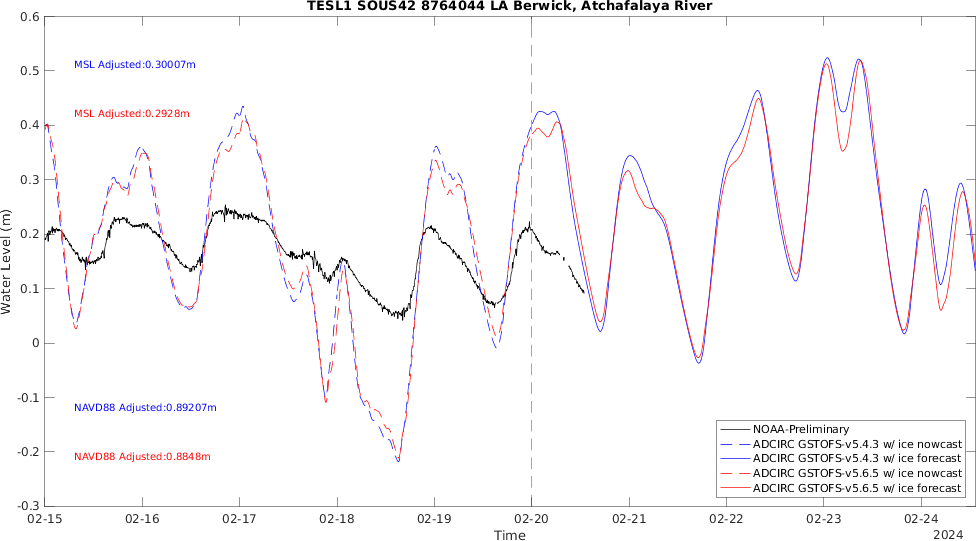 TESL1 SOUS42 8764044 LA Berwick, Atchafalaya River
0.6
0.5
0.4
0.3
0.2
0.1
0
-0.1
-0.2
-0.3
Water Level (m)
MSL Adjusted:0.30007m
MSL Adjusted:0.2928m
NAVD88 Adjusted:0.89207m
NAVD88 Adjusted:0.8848m
NOAA-Preliminary
ADCIRC GSTOFS-v5.4.3 w/ ice nowcast
ADCIRC GSTOFS-v5.4.3 w/ ice forecast
ADCIRC GSTOFS-v5.6.5 w/ ice nowcast
ADCIRC GSTOFS-v5.6.5 w/ ice forecast
02-15 02-16 02-17 02-18 02-19 02-20 02-21 02-22 02-23 02-24
Time
2024